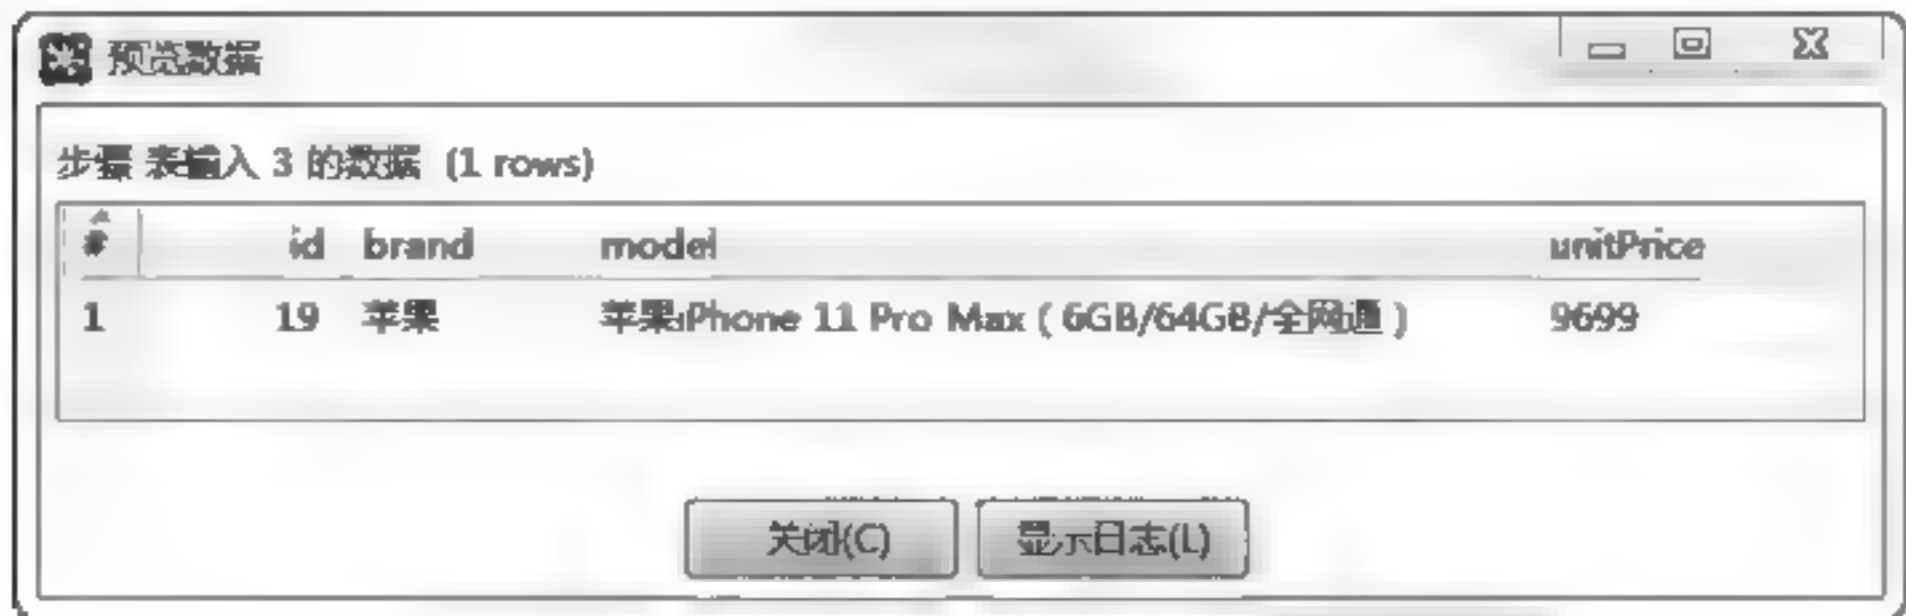 预览数据
步骤 表输入 3 的数据 (1 rows)
# id brand model unitPrice
1 19 苹果 苹果iPhone 11 Pro Max ( 6GB/64GB/全网通 ) 9699
关闭(C) 显示日志(L)